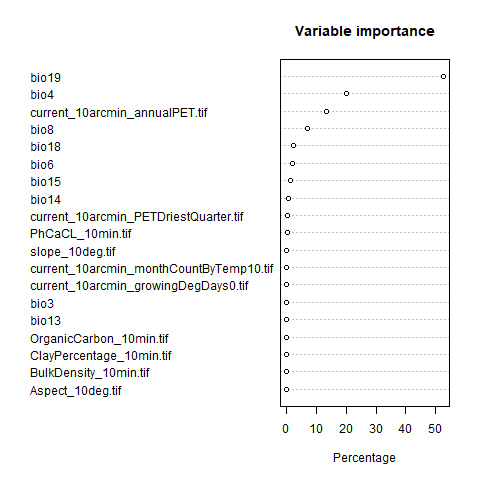 Variable importance
bio19
bio4
current_10arcmin_annualPET.tif
bio8
bio18
bio6
bio15
bio14
current_10arcmin_PETDriestQuarter.tif
PhCaCL_10min.tif
slope_10deg.tif
current_10arcmin_monthCountByTemp10.tif
current_10arcmin_growingDegDays0.tif
bio3
bio13
OrganicCarbon_10min.tif
ClayPercentage_10min.tif
BulkDensity_10min.tif
Aspect_10deg.tif
0 10 20 30 40 50
Percentage